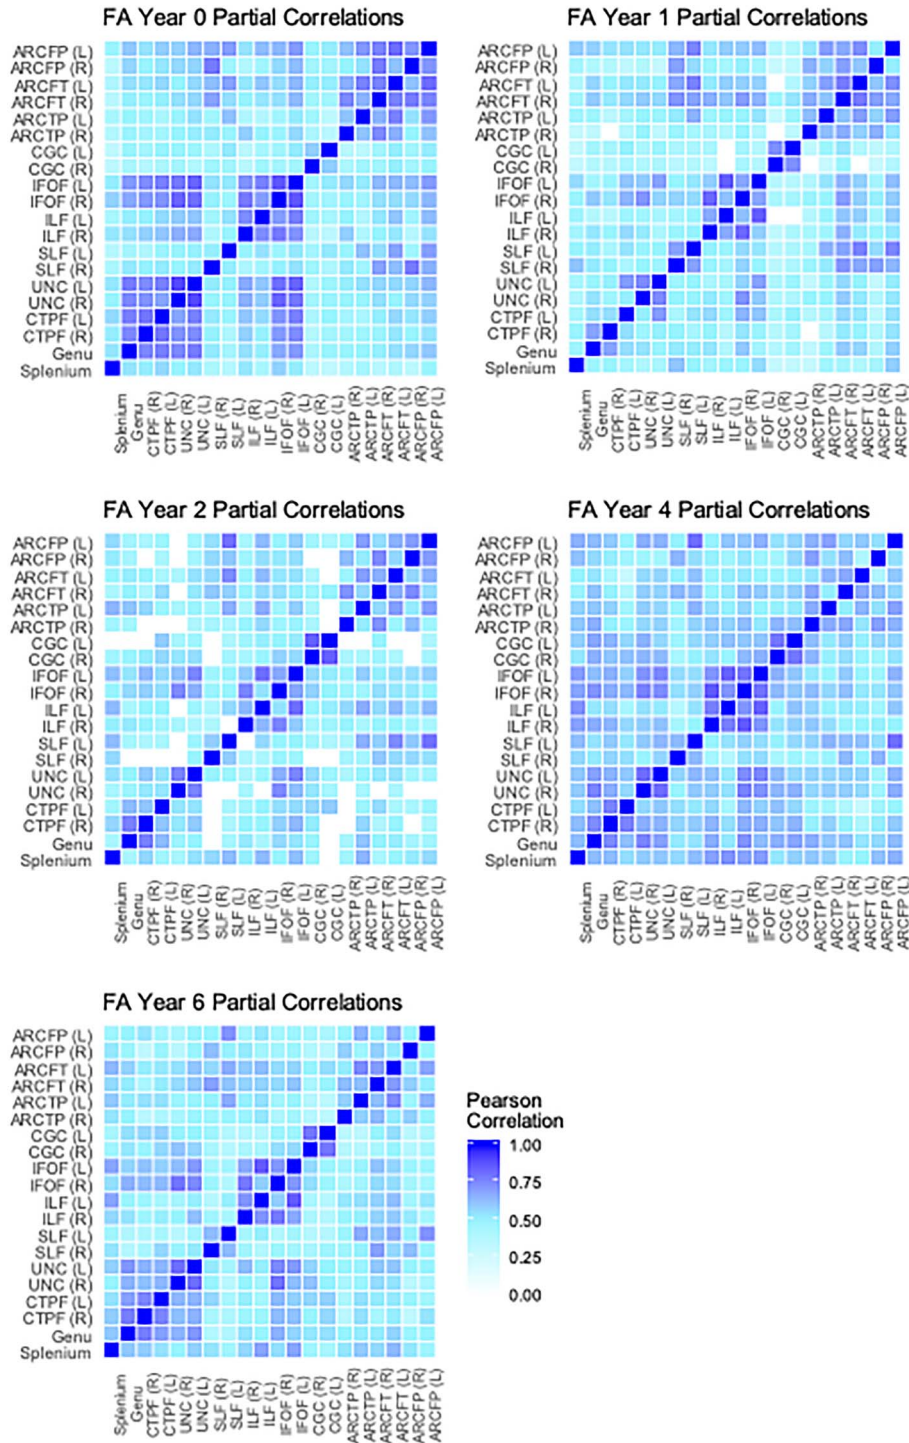 FA Year 0 Partial Correlations
ARCFP (L)
ARCFP (R)
ARCFT (L)
ARCFT (R)
ARCTP (L)
ARCTP (R)
CGC (L)
CGC (R)
IFOF (L)
IFOF (R)
ILF (L)
ILF (R)
SLF (L)
SLF (R)
UNC (L)
UNC (R)
CTPF (L)
CTPF (R)
Genu
Splenium
Splenium
Genu
CTPF (R)
CTPF (L)
UNC (R)
UNC (L)
SLF (R)
SLF (L)
ILF (R)
ILF (L)
IFOF (R)
IFOF (L)
CGC (R)
CGC (L)
ARCTP (R)
ARCTP (L)
ARCFT (R)
ARCFT (L)
ARCFP (R)
ARCFP (L)
FA Year 1 Partial Correlations
ARCFP (L)
ARCFP (R)
ARCFT (L)
ARCFT (R)
ARCTP (L)
ARCTP (R)
CGC (L)
CGC (R)
IFOF (L)
IFOF (R)
ILF (L)
ILF (R)
SLF (L)
SLF (R)
UNC (L)
UNC (R)
CTPF (L)
CTPF (R)
Genu
Splenium
Splenium
Genu
CTPF (R)
CTPF (L)
UNC (R)
UNC (L)
SLF (R)
SLF (L)
ILF (R)
ILF (L)
IFOF (R)
IFOF (L)
CGC (R)
CGC (L)
ARCTP (R)
ARCTP (L)
ARCFT (R)
ARCFT (L)
ARCFP (R)
ARCFP (L)
FA Year 2 Partial Correlations
ARCFP (L)
ARCFP (R)
ARCFT (L)
ARCFT (R)
ARCTP (L)
ARCTP (R)
CGC (L)
CGC (R)
IFOF (L)
IFOF (R)
ILF (L)
ILF (R)
SLF (L)
SLF (R)
UNC (L)
UNC (R)
CTPF (L)
CTPF (R)
Genu
Splenium
Splenium
Genu
CTPF (R)
CTPF (L)
UNC (R)
UNC (L)
SLF (R)
SLF (L)
ILF (R)
ILF (L)
IFOF (R)
IFOF (L)
CGC (R)
CGC (L)
ARCTP (R)
ARCTP (L)
ARCFT (R)
ARCFT (L)
ARCFP (R)
ARCFP (L)
FA Year 4 Partial Correlations
ARCFP (L)
ARCFP (R)
ARCFT (L)
ARCFT (R)
ARCTP (L)
ARCTP (R)
CGC (L)
CGC (R)
IFOF (L)
IFOF (R)
ILF (L)
ILF (R)
SLF (L)
SLF (R)
UNC (L)
UNC (R)
CTPF (L)
CTPF (R)
Genu
Splenium
Splenium
Genu
CTPF (R)
CTPF (L)
UNC (R)
UNC (L)
SLF (R)
SLF (L)
ILF (R)
ILF (L)
IFOF (R)
IFOF (L)
CGC (R)
CGC (L)
ARCTP (R)
ARCTP (L)
ARCFT (R)
ARCFT (L)
ARCFP (R)
ARCFP (L)
FA Year 6 Partial Correlations
ARCFP (L)
ARCFP (R)
ARCFT (L)
ARCFT (R)
ARCTP (L)
ARCTP (R)
CGC (L)
CGC (R)
IFOF (L)
IFOF (R)
ILF (L)
ILF (R)
SLF (L)
SLF (R)
UNC (L)
UNC (R)
CTPF (L)
CTPF (R)
Genu
Splenium
Splenium
Genu
CTPF (R)
CTPF (L)
UNC (R)
UNC (L)
SLF (R)
SLF (L)
ILF (R)
ILF (L)
IFOF (R)
IFOF (L)
CGC (R)
CGC (L)
ARCTP (R)
ARCTP (L)
ARCFT (R)
ARCFT (L)
ARCFP (R)
ARCFP (L)
Pearson
Correlation
1.00
0.75
0.50
0.25
0.00